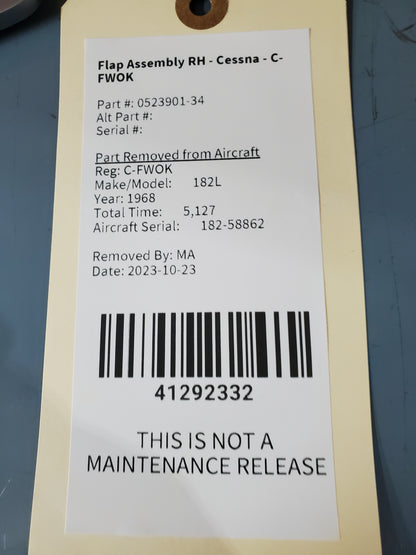 Flap Assembly RH - Cessna - C-
FWOK
Part #: 0523901-34
Alt Part #:
Serial #:
Part Removed from Aircraft
Reg: C-FWOK
Make/Model: 182L
Year: 1968
Total Time: 5,127
Aircraft Serial: 182-58862
Removed By: MA
Date: 2023-10-23
41292332
THIS IS NOT A
MAINTENANCE RELEASE